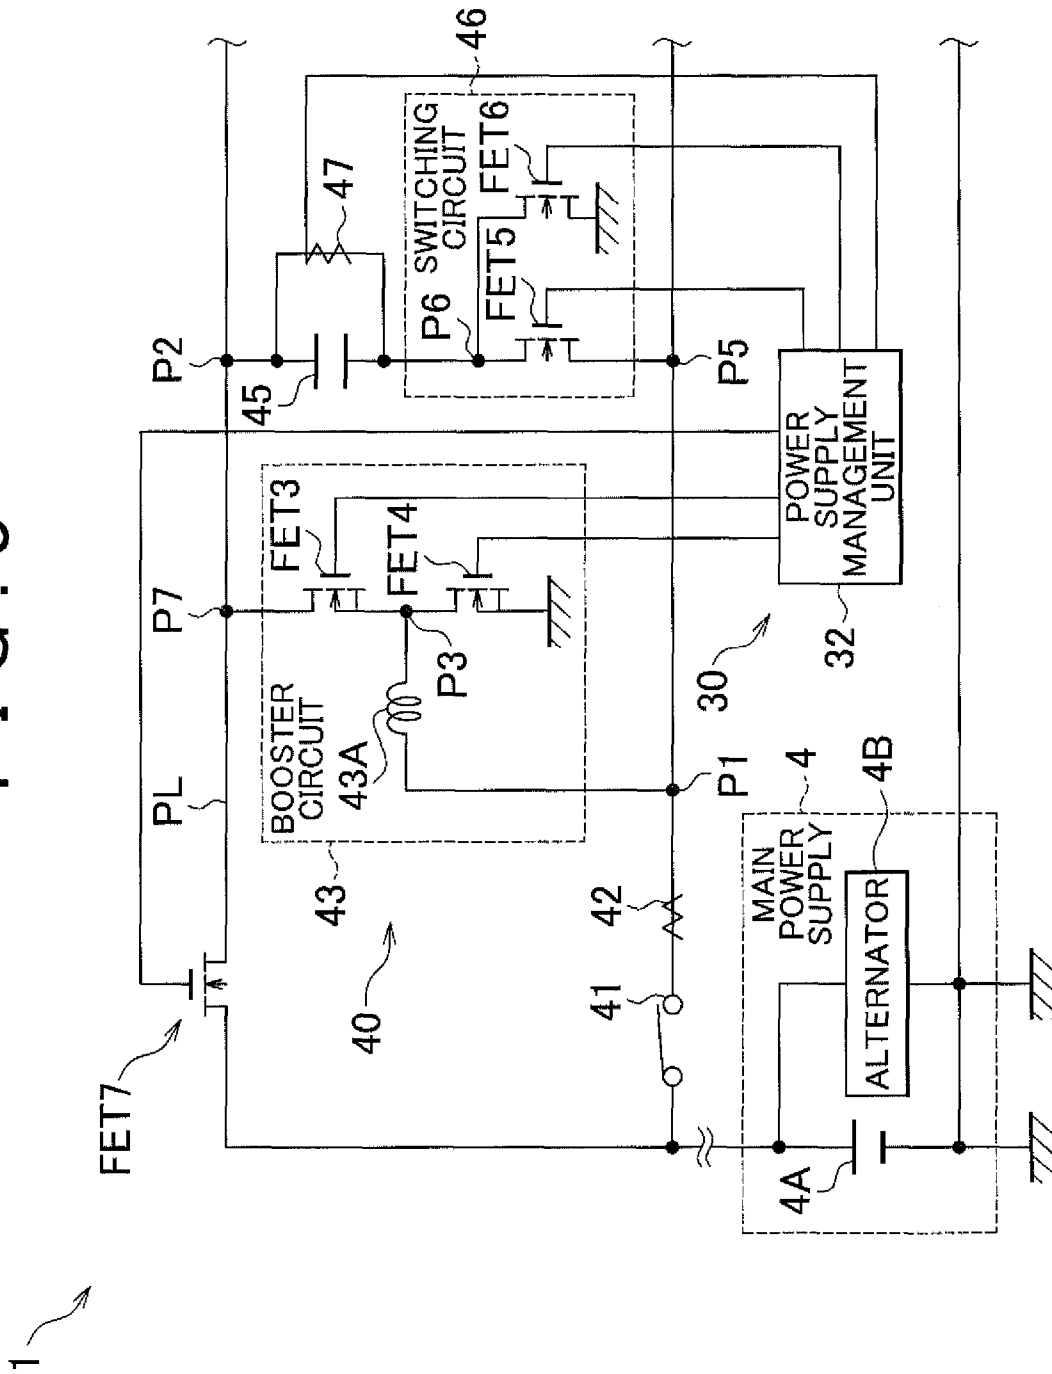 1
FET7
PL
P7
P2
40
43
BOOSTER
CIRCUIT
43A
P3
FET3
FET4
45
47
P6
SWITCHING
CIRCUIT
FET5
FET6
46
41
42
P1
30
P5
32
POWER
SUPPLY
MANAGEMENT
UNIT
MAIN
POWER
SUPPLY
4
4A
4B
ALTERNATOR